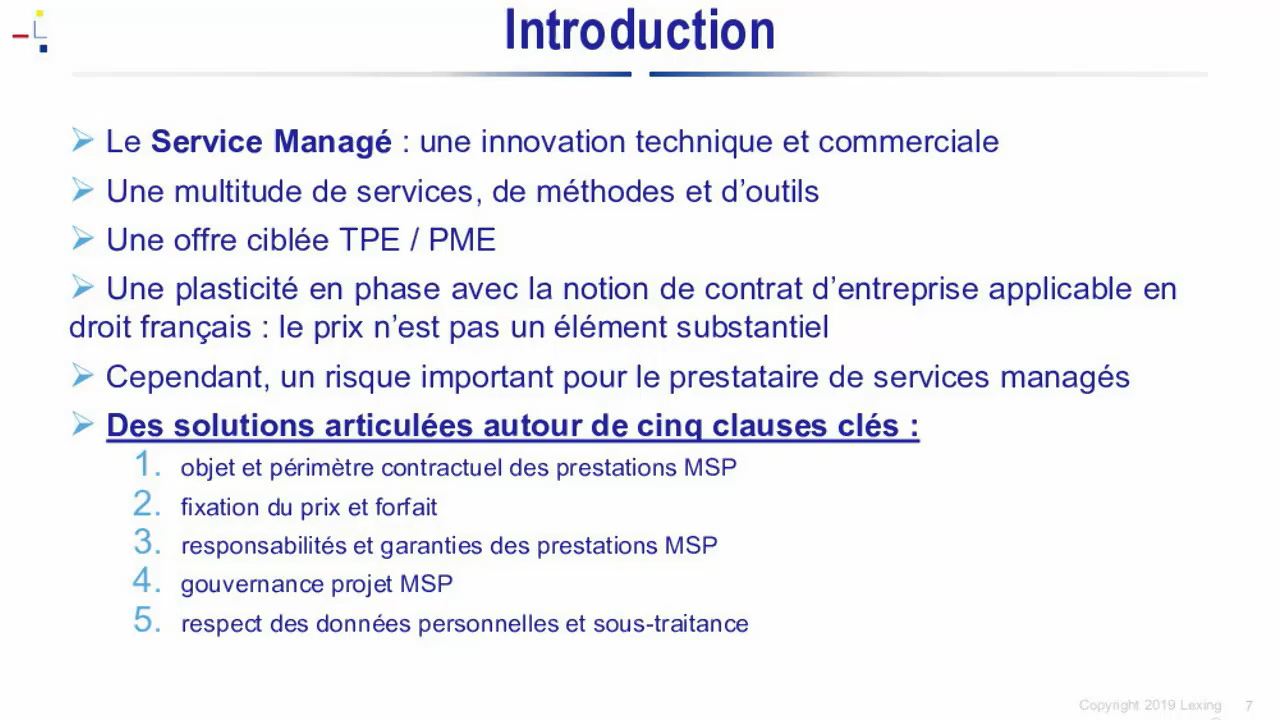 Introduction
Le Service Managé : une innovation technique et commerciale
Une multitude de services, de méthodes et d’outils
Une offre ciblée TPE / PME
Une plasticité en phase avec la notion de contrat d’entreprise applicable en
droit français : le prix n’est pas un élément substantiel
Cependant, un risque important pour le prestataire de services managés
Des solutions articulées autour de cinq clauses clés :
1. objet et périmètre contractuel des prestations MSP
2. fixation du prix et forfait
3. responsabilités et garanties des prestations MSP
4. gouvernance projet MSP
5. respect des données personnelles et sous-traitance
Copyright 2019 Lexing 7